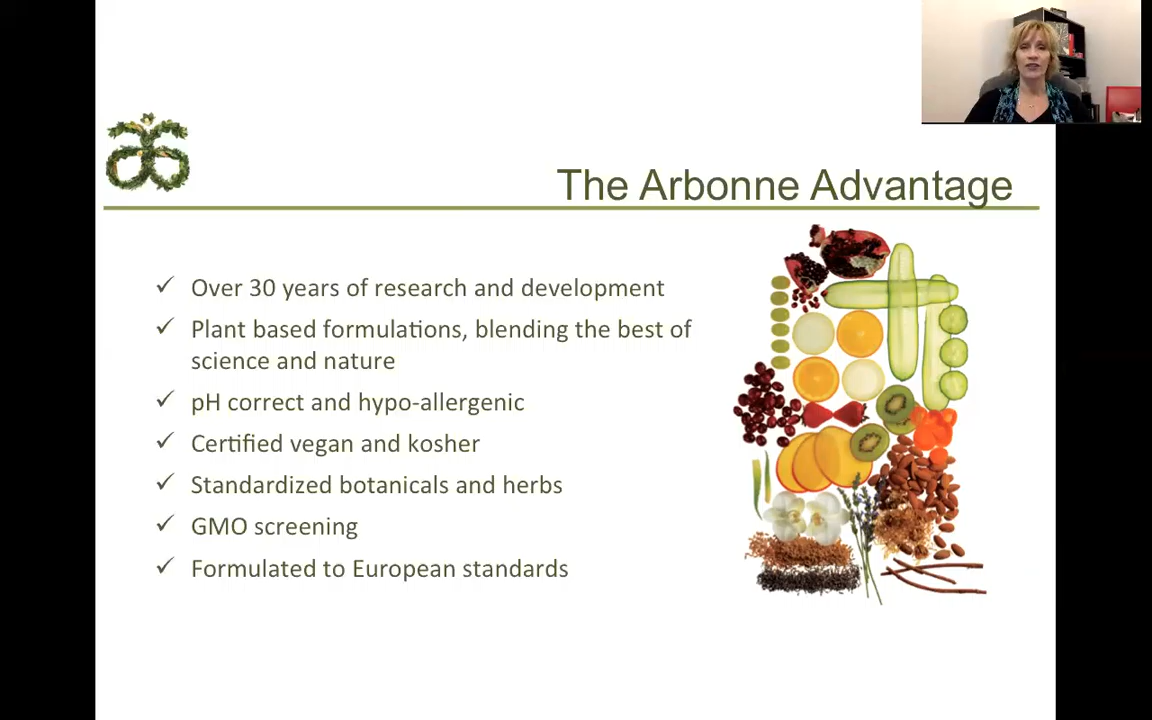 The Arbonne Advantage
✓ Over 30 years of research and development
✓ Plant based formulations, blending the best of
science and nature
✓ pH correct and hypo-allergenic
✓ Certified vegan and kosher
✓ Standardized botanicals and herbs
✓ GMO screening
✓ Formulated to European standards